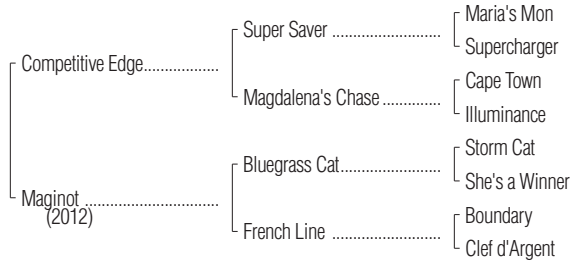 Maria's Mon
Super Saver ......................
Supercharger
Competitive Edge..................
Cape Town
Magdalena's Chase ..............
Illuminance
Storm Cat
Bluegrass Cat.....................
She's a Winner
Maginot ................................
(2012)
Boundary
French Line ......................
Clef d'Argent